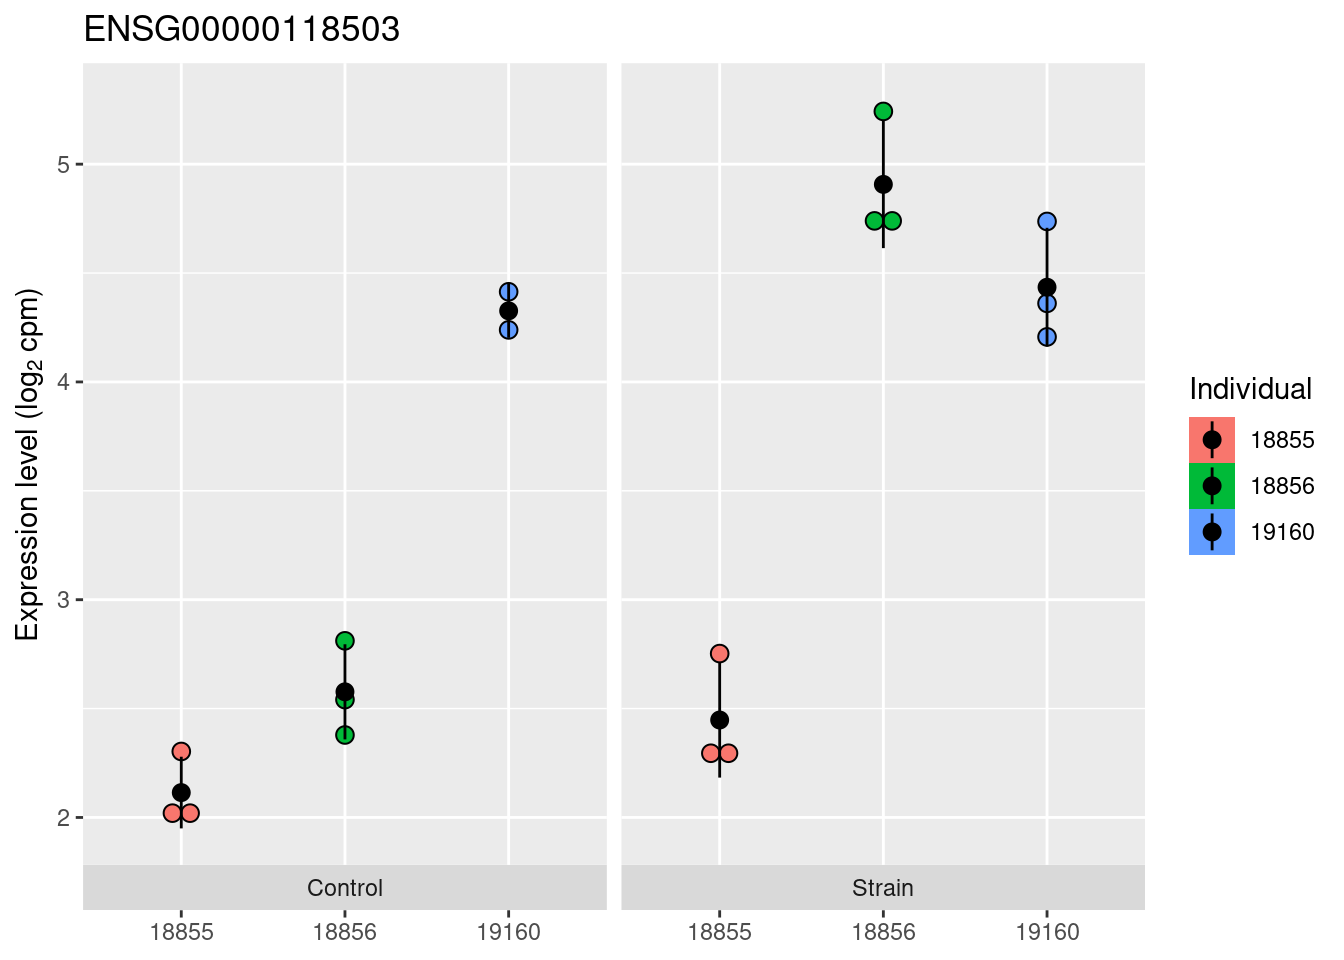 ENSG00000118503
Expression level (log2 cpm)
5
4
3
2
Control
Strain
18855
18856
19160
18855
18856
19160
Individual
18855
18856
19160